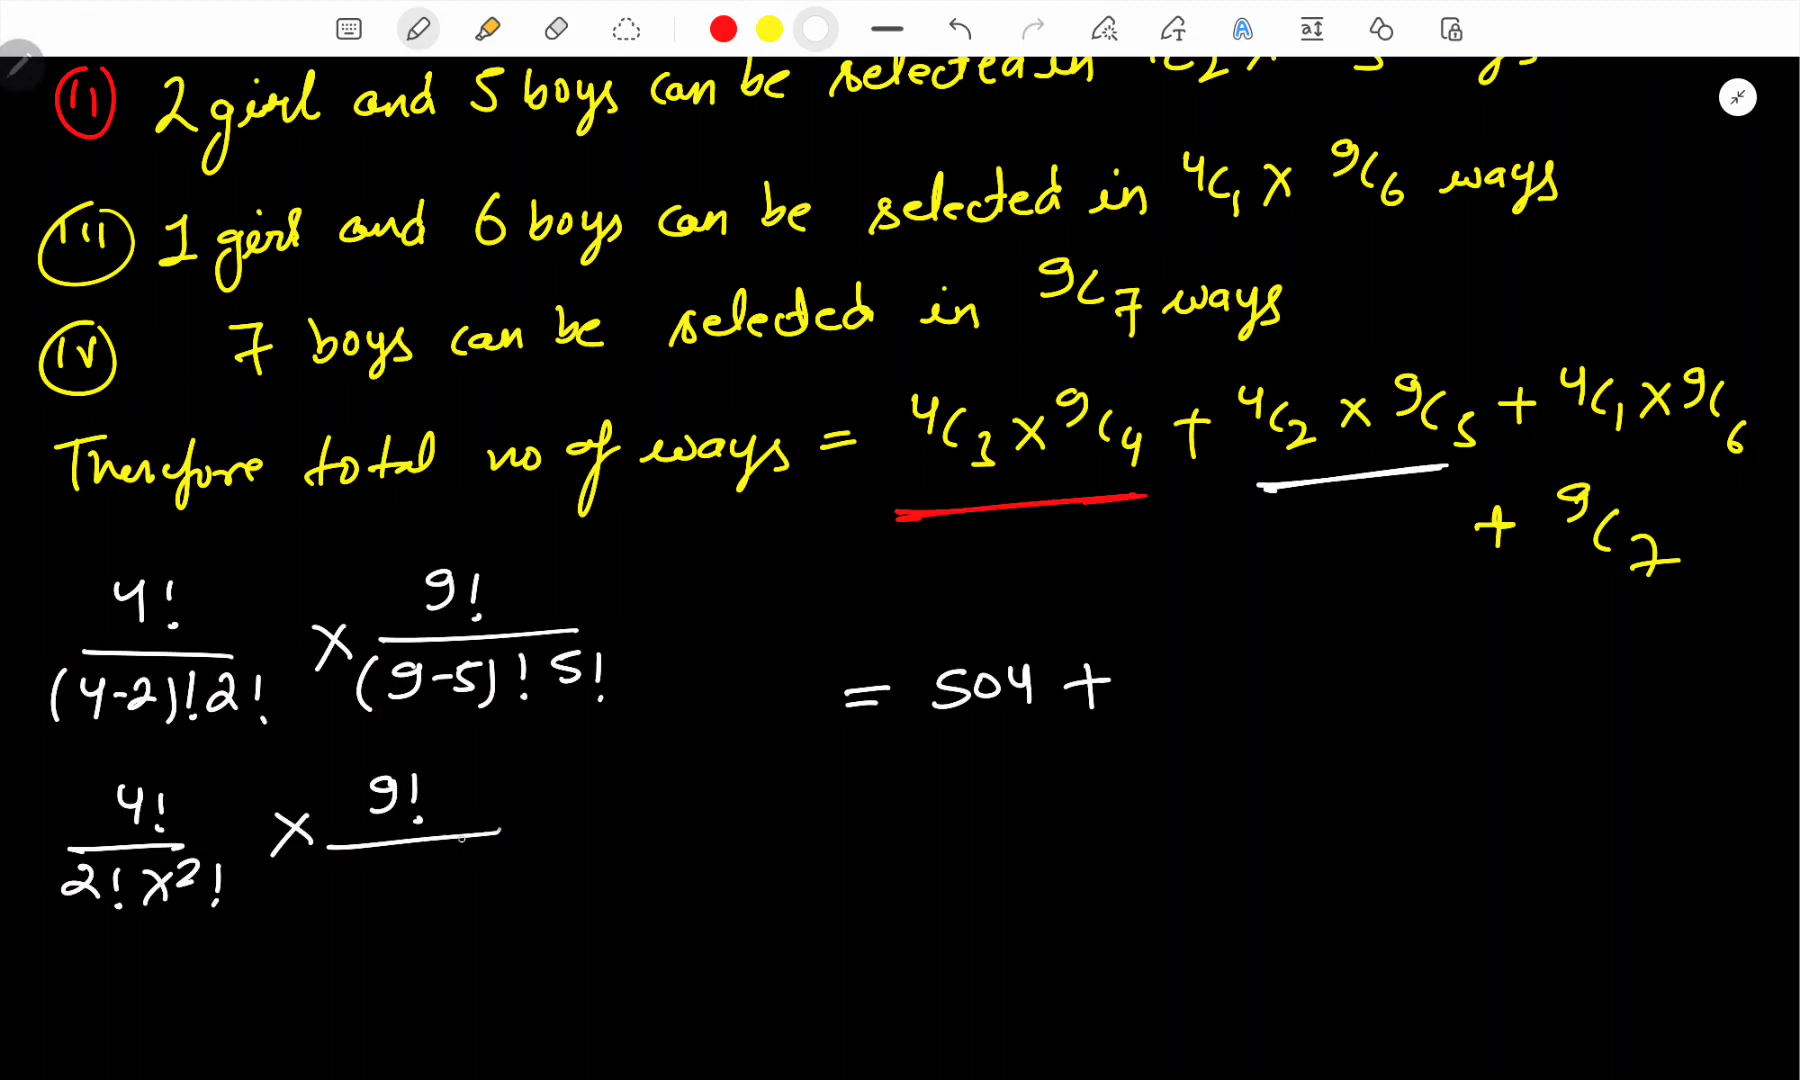 (ii) 2 girl and 5 boys can be selected in
(iii) 1 girl and 6 boys can be selected in ⁴C₁ × ⁹C₆ ways
(iv) 7 boys can be selected in ⁹C₇ ways
Therefore total no of ways = ⁴C₃ × ⁹C₄ + ⁴C₂ × ⁹C₅ + ⁴C₁ × ⁹C₆
+ ⁹C₇
4! / (4-2)! 2! × 9! / (9-5)! 5! = 504 +
4! / 2! × 2! × 9!